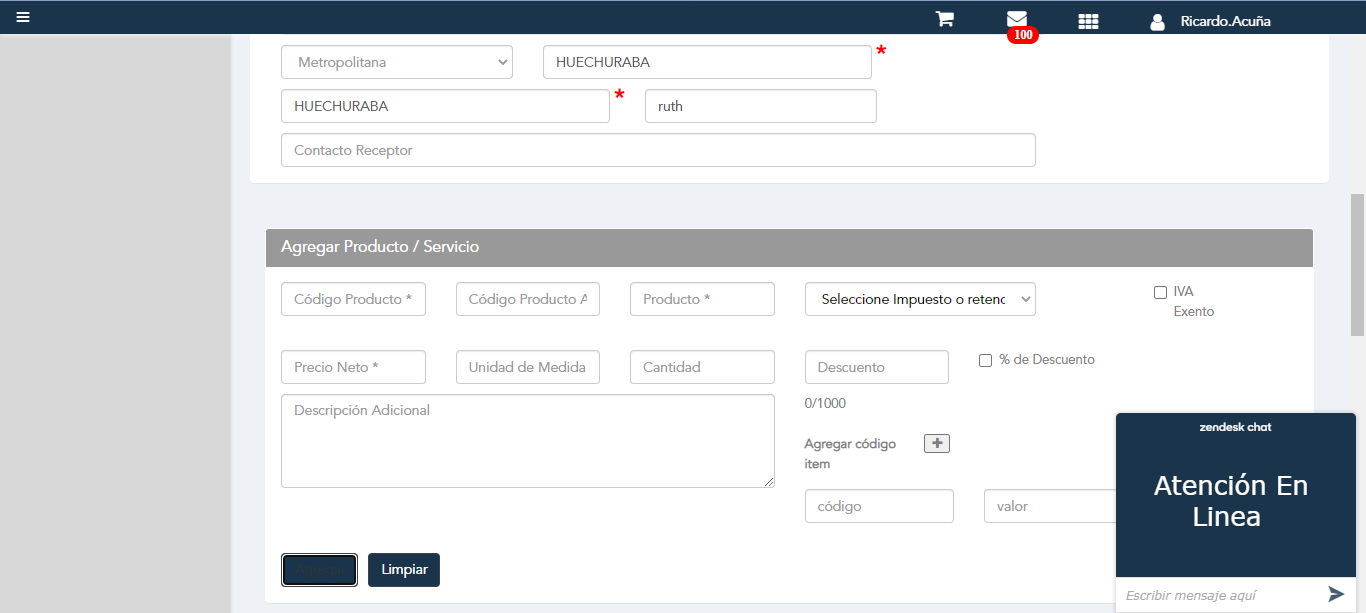 Ricardo.Acuña
100
Metropolitana
HUECHURABA
*
HUECHURABA
*
ruth
Contacto Receptor
Agregar Producto / Servicio
Código Producto *
Código Producto A
Producto *
Seleccione Impuesto o retenc
IVA
Exento
Precio Neto *
Unidad de Medida
Cantidad
Descuento
% de Descuento
Descripción Adicional
0/1000
Agregar código
item
+
código
valor
Agregar
Limpiar
zendesk chat
Atención En
Linea
Escribir mensaje aquí